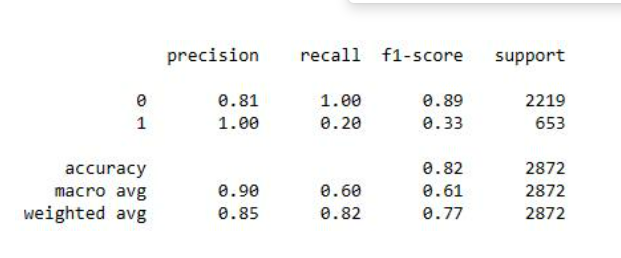 precision recall f1-score support
0 0.81 1.00 0.89 2219
1 1.00 0.20 0.33 653
accuracy 0.82 2872
macro avg 0.90 0.60 0.61 2872
weighted avg 0.85 0.82 0.77 2872